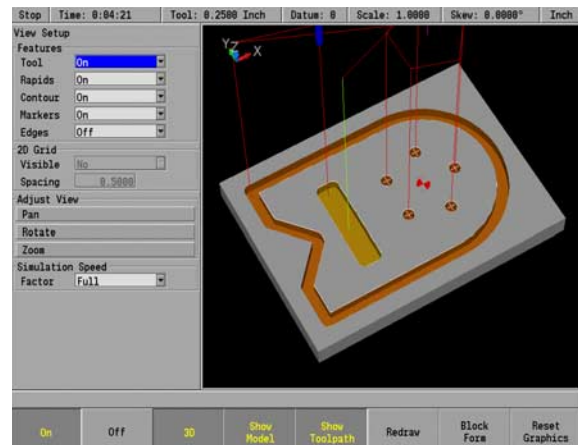 Stop Time: 0:04:21 Tool: 0.2500 Inch Datum: 0 Scale: 1.0000 Skew: 0.0000° Inch
View Setup
Features
Tool On
Rapids On
Contour On
Markers On
Edges Off
2D Grid
Visible No
Spacing 0.5000
Adjust View
Pan
Rotate
Zoom
Simulation Speed
Factor Full
Y Z X
On Off 3D Show Model Show Toolpath Redraw Block Form Reset Graphics